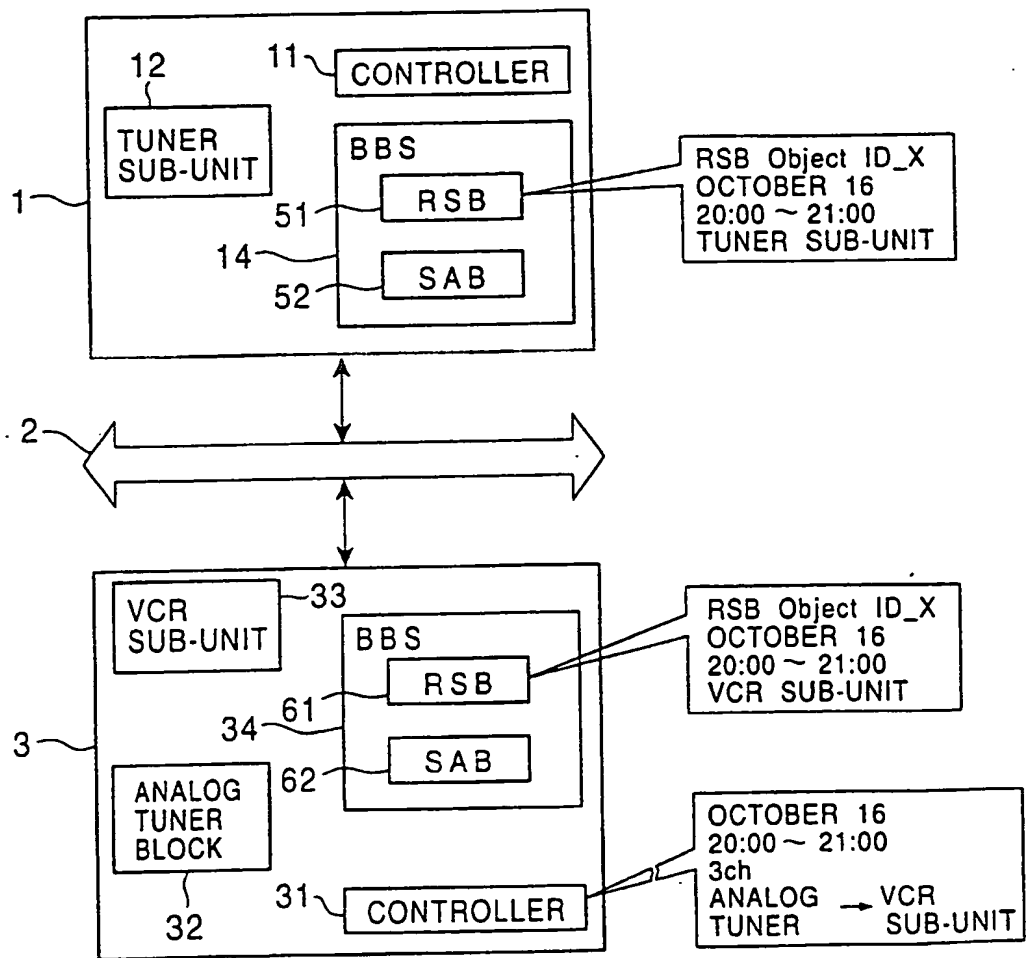 12
11
CONTROLLER
TUNER
SUB-UNIT
BBS
RSB
SAB
1
51
14
52
RSB Object ID_X
OCTOBER 16
20:00 ~ 21:00
TUNER SUB-UNIT
2
VCR
SUB-UNIT
33
BBS
RSB
SAB
61
34
62
3
RSB Object ID_X
OCTOBER 16
20:00 ~ 21:00
VCR SUB-UNIT
ANALOG
TUNER
BLOCK
32
31
CONTROLLER
OCTOBER 16
20:00 ~ 21:00
3ch
ANALOG
TUNER → VCR
SUB-UNIT